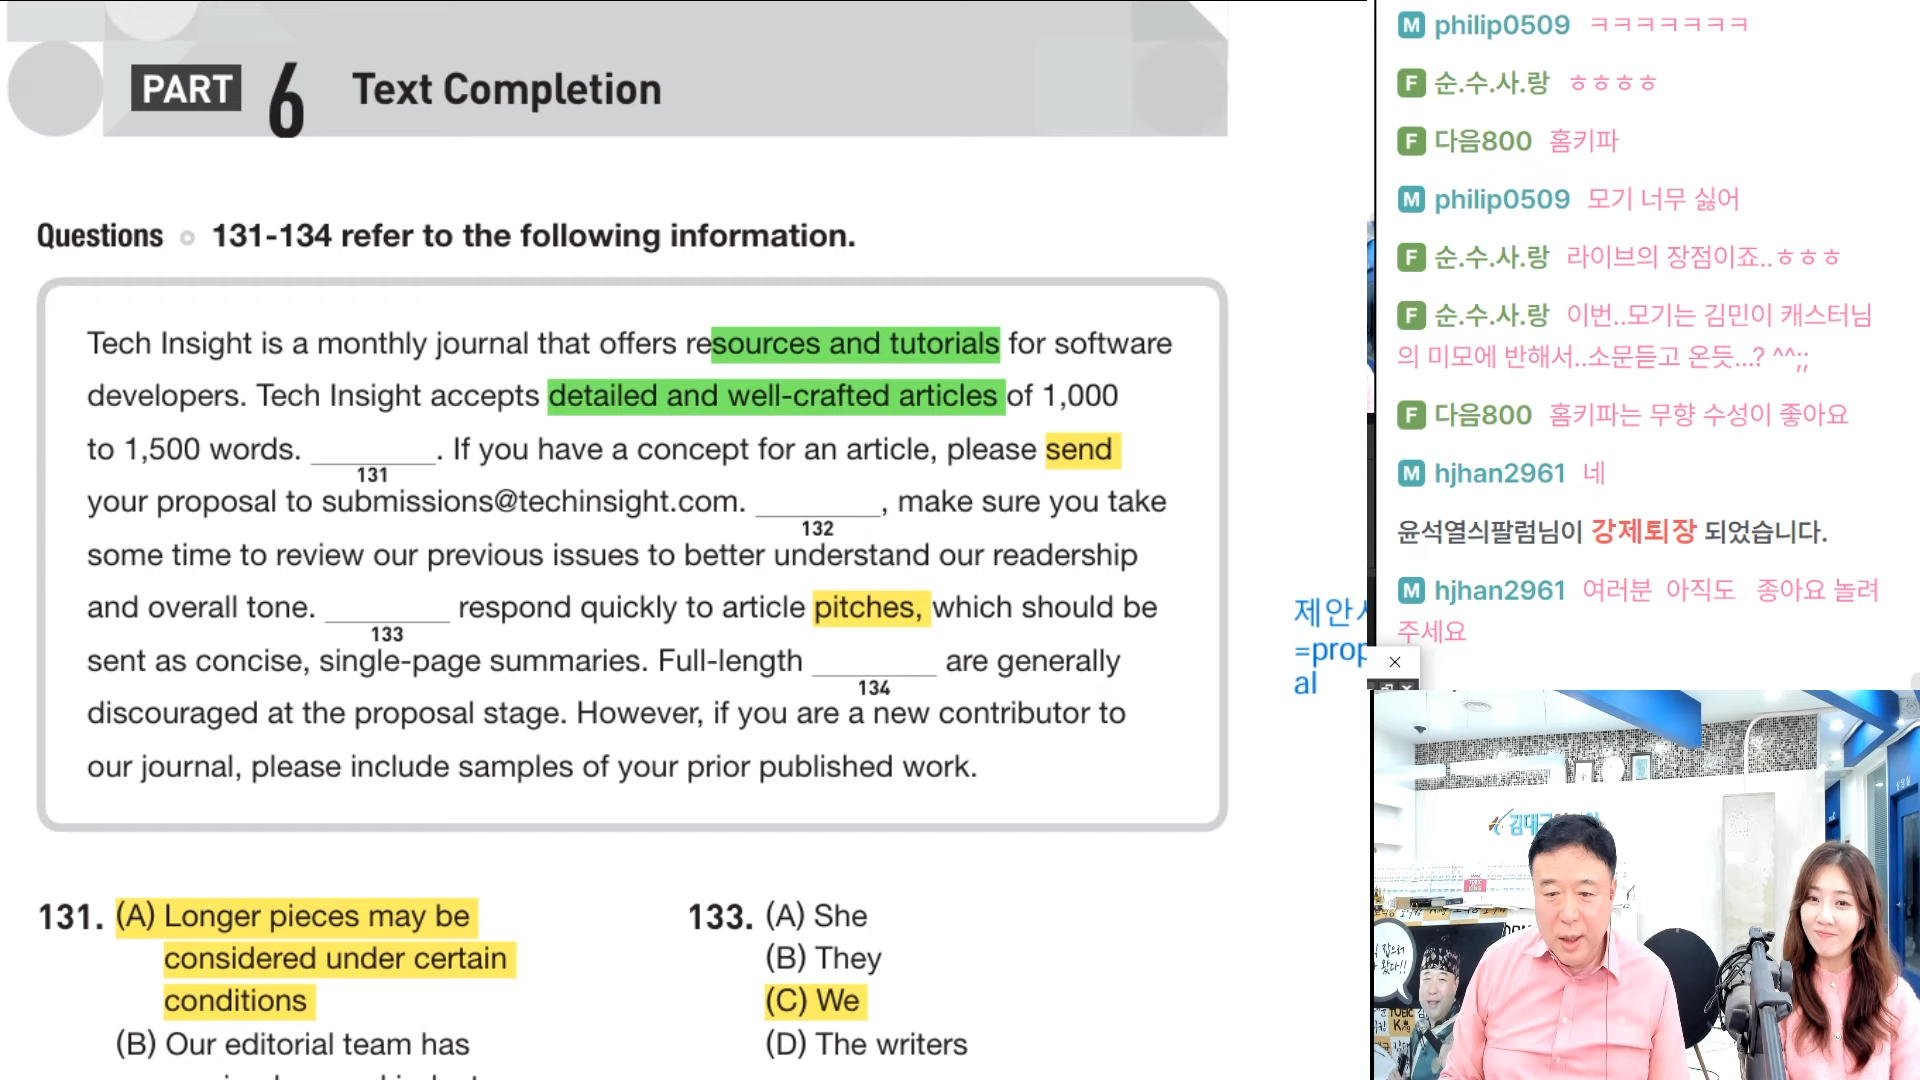 PART 6 Text Completion
Questions 131-134 refer to the following information.
Tech Insight is a monthly journal that offers resources and tutorials for software
developers. Tech Insight accepts detailed and well-crafted articles of 1,000
to 1,500 words. ________. If you have a concept for an article, please send
131
your proposal to submissions@techinsight.com. ________, make sure you take
132
some time to review our previous issues to better understand our readership
and overall tone. ________ respond quickly to article pitches, which should be
133
sent as concise, single-page summaries. Full-length ________ are generally
134
discouraged at the proposal stage. However, if you are a new contributor to
our journal, please include samples of your prior published work.
131. (A) Longer pieces may be
considered under certain
conditions
(B) Our editorial team has
133. (A) She
(B) They
(C) We
(D) The writers
=prop
al
M philip0509 ㅋㅋㅋㅋㅋㅋㅋ
F 순.수.사.랑 ㅎㅎㅎㅎ
F 다음800 홈키파
M philip0509 모기 너무 싫어
F 순.수.사.랑 라이브의 장점이죠..ㅎㅎㅎ
F 순.수.사.랑 이번..모기는 김민이 캐스터님
의 미모에 반해서..소문듣고 온듯...? ^^;;
F 다음800 홈키파는 무향 수성이 좋아요
M hjhan2961 네
윤석열싀팔럼님이 강제퇴장 되었습니다.
M hjhan2961 여러분 아직도 종아요 눌려
주세요